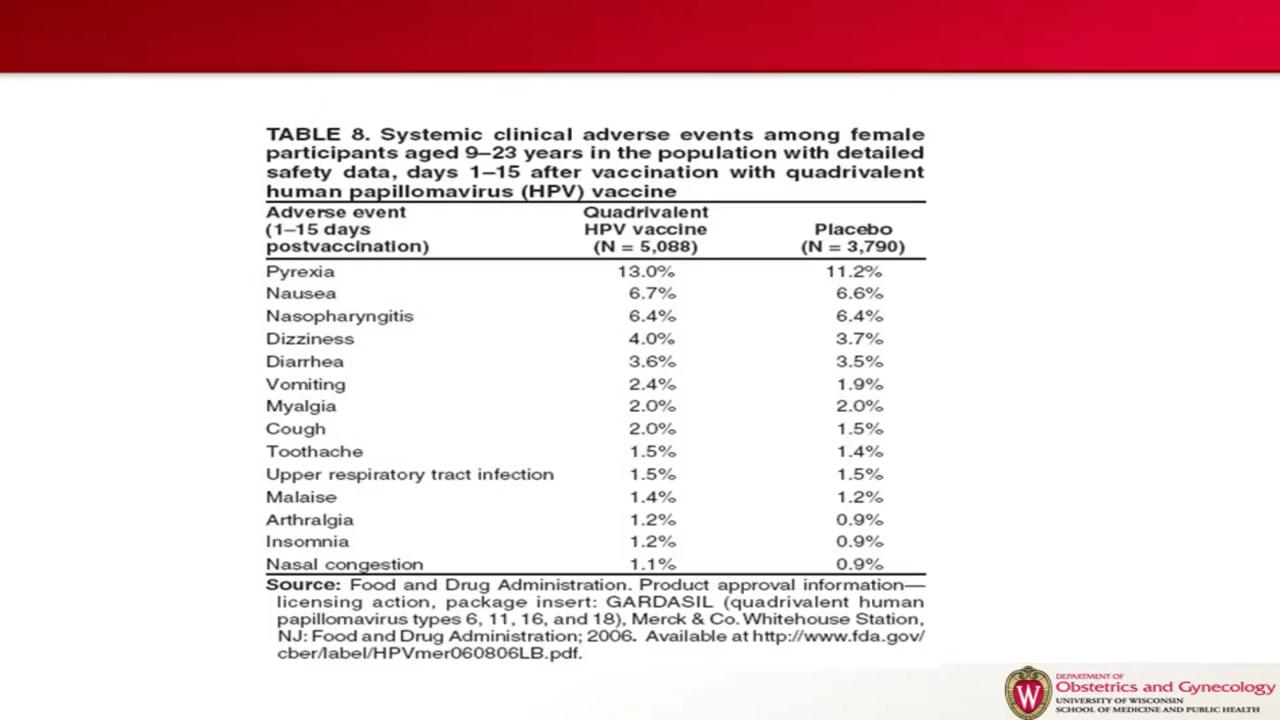 TABLE 8. Systemic clinical adverse events among female
participants aged 9–23 years in the population with detailed
safety data, days 1–15 after vaccination with quadrivalent
human papillomavirus (HPV) vaccine
Adverse event
(1–15 days
postvaccination)
Quadrivalent
HPV vaccine
(N = 5,088)
Placebo
(N = 3,790)
Pyrexia 13.0% 11.2%
Nausea 6.7% 6.6%
Nasopharyngitis 6.4% 6.4%
Dizziness 4.0% 3.7%
Diarrhea 3.6% 3.5%
Vomiting 2.4% 1.9%
Myalgia 2.0% 2.0%
Cough 2.0% 1.5%
Toothache 1.5% 1.4%
Upper respiratory tract infection 1.5% 1.5%
Malaise 1.4% 1.2%
Arthralgia 1.2% 0.9%
Insomnia 1.2% 0.9%
Nasal congestion 1.1% 0.9%
Source: Food and Drug Administration. Product approval information—
licensing action, package insert: GARDASIL (quadrivalent human
papillomavirus types 6, 11, 16, and 18), Merck & Co. Whitehouse Station,
NJ: Food and Drug Administration; 2006. Available at http://www.fda.gov/
cber/label/HPVmer060806LB.pdf.
W
DEPARTMENT OF
Obstetrics and Gynecology
UNIVERSITY OF WISCONSIN
SCHOOL OF MEDICINE AND PUBLIC HEALTH